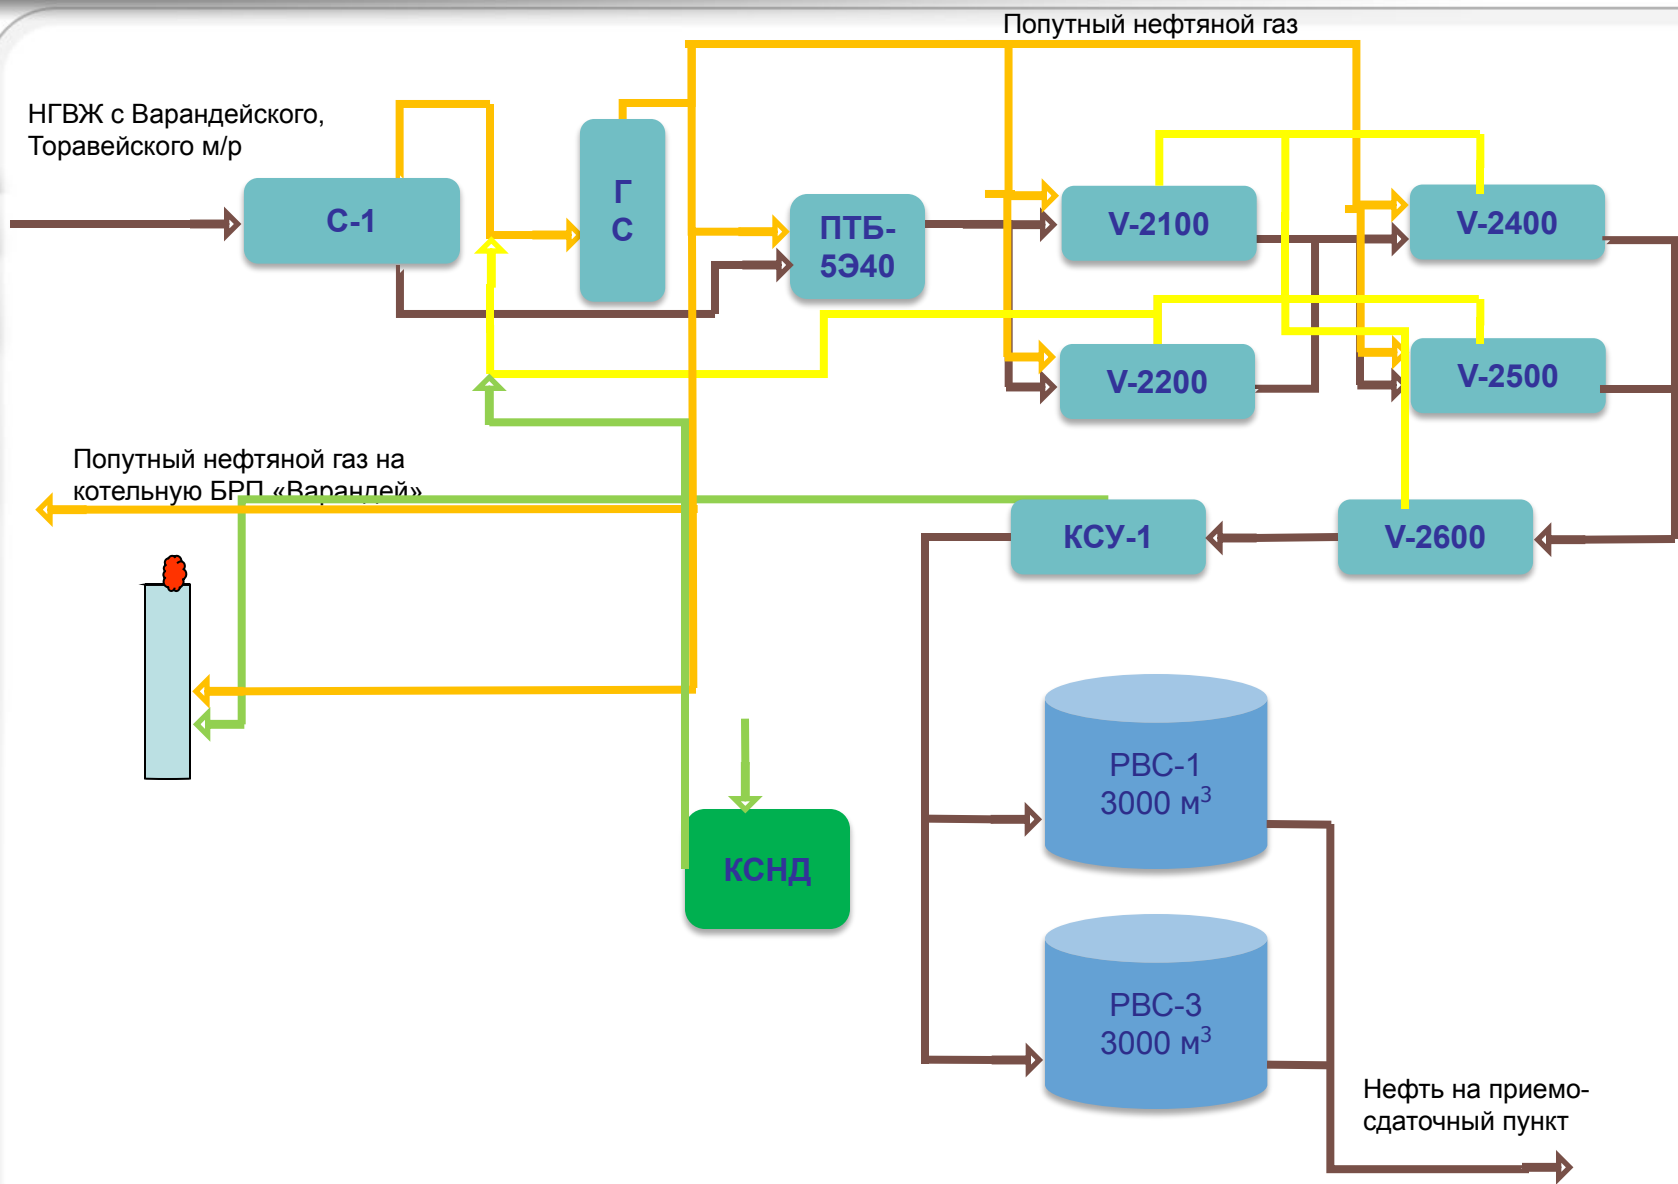 Попутный нефтяной газ
НГВЖ с Варандейского,
Торавейского м/р
С-1
Г
С
ПТБ-
5Э40
V-2100
V-2400
V-2200
V-2500
Попутный нефтяной газ на
котельную БРП «Варандей»
КСУ-1
V-2600
РВС-1
3000 м³
КСНД
РВС-3
3000 м³
Нефть на приемо-
сдаточный пункт